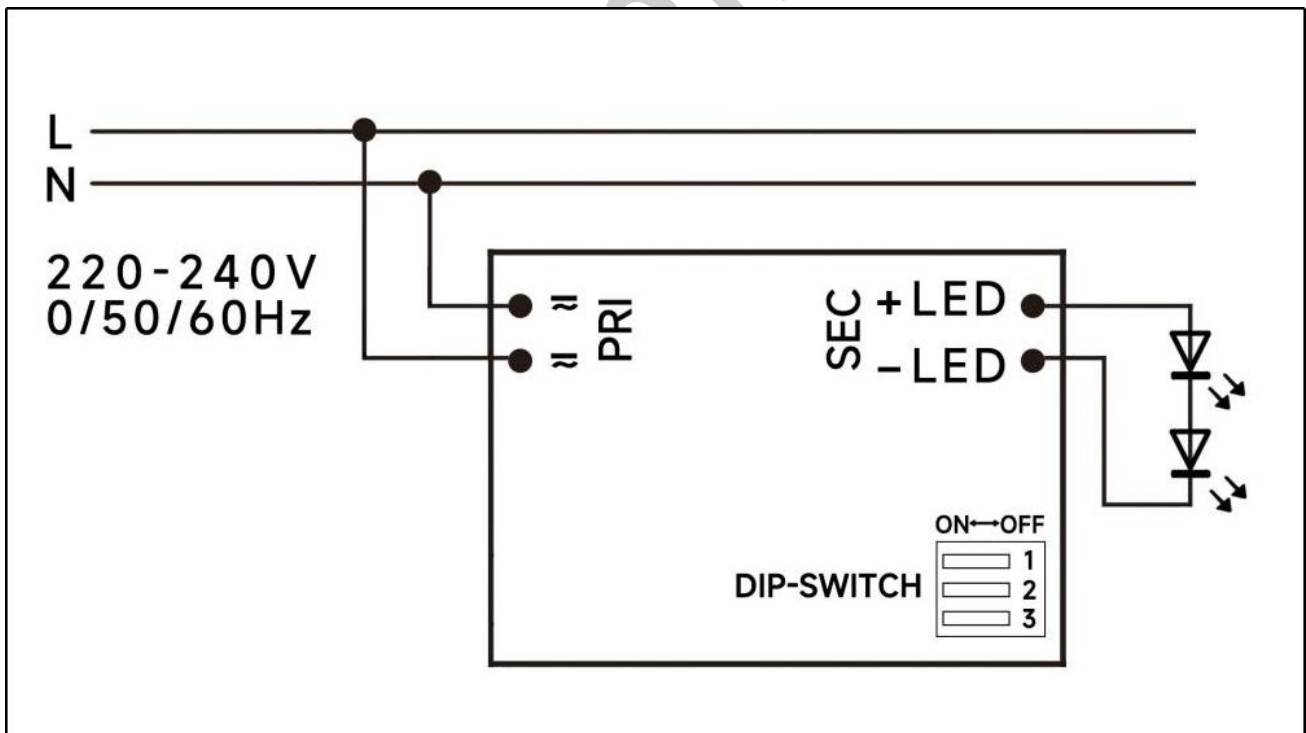 L
N
220-240V
0/50/60Hz
PRI
SEC
+LED
-LED
ON↔OFF
DIP-SWITCH
1
2
3